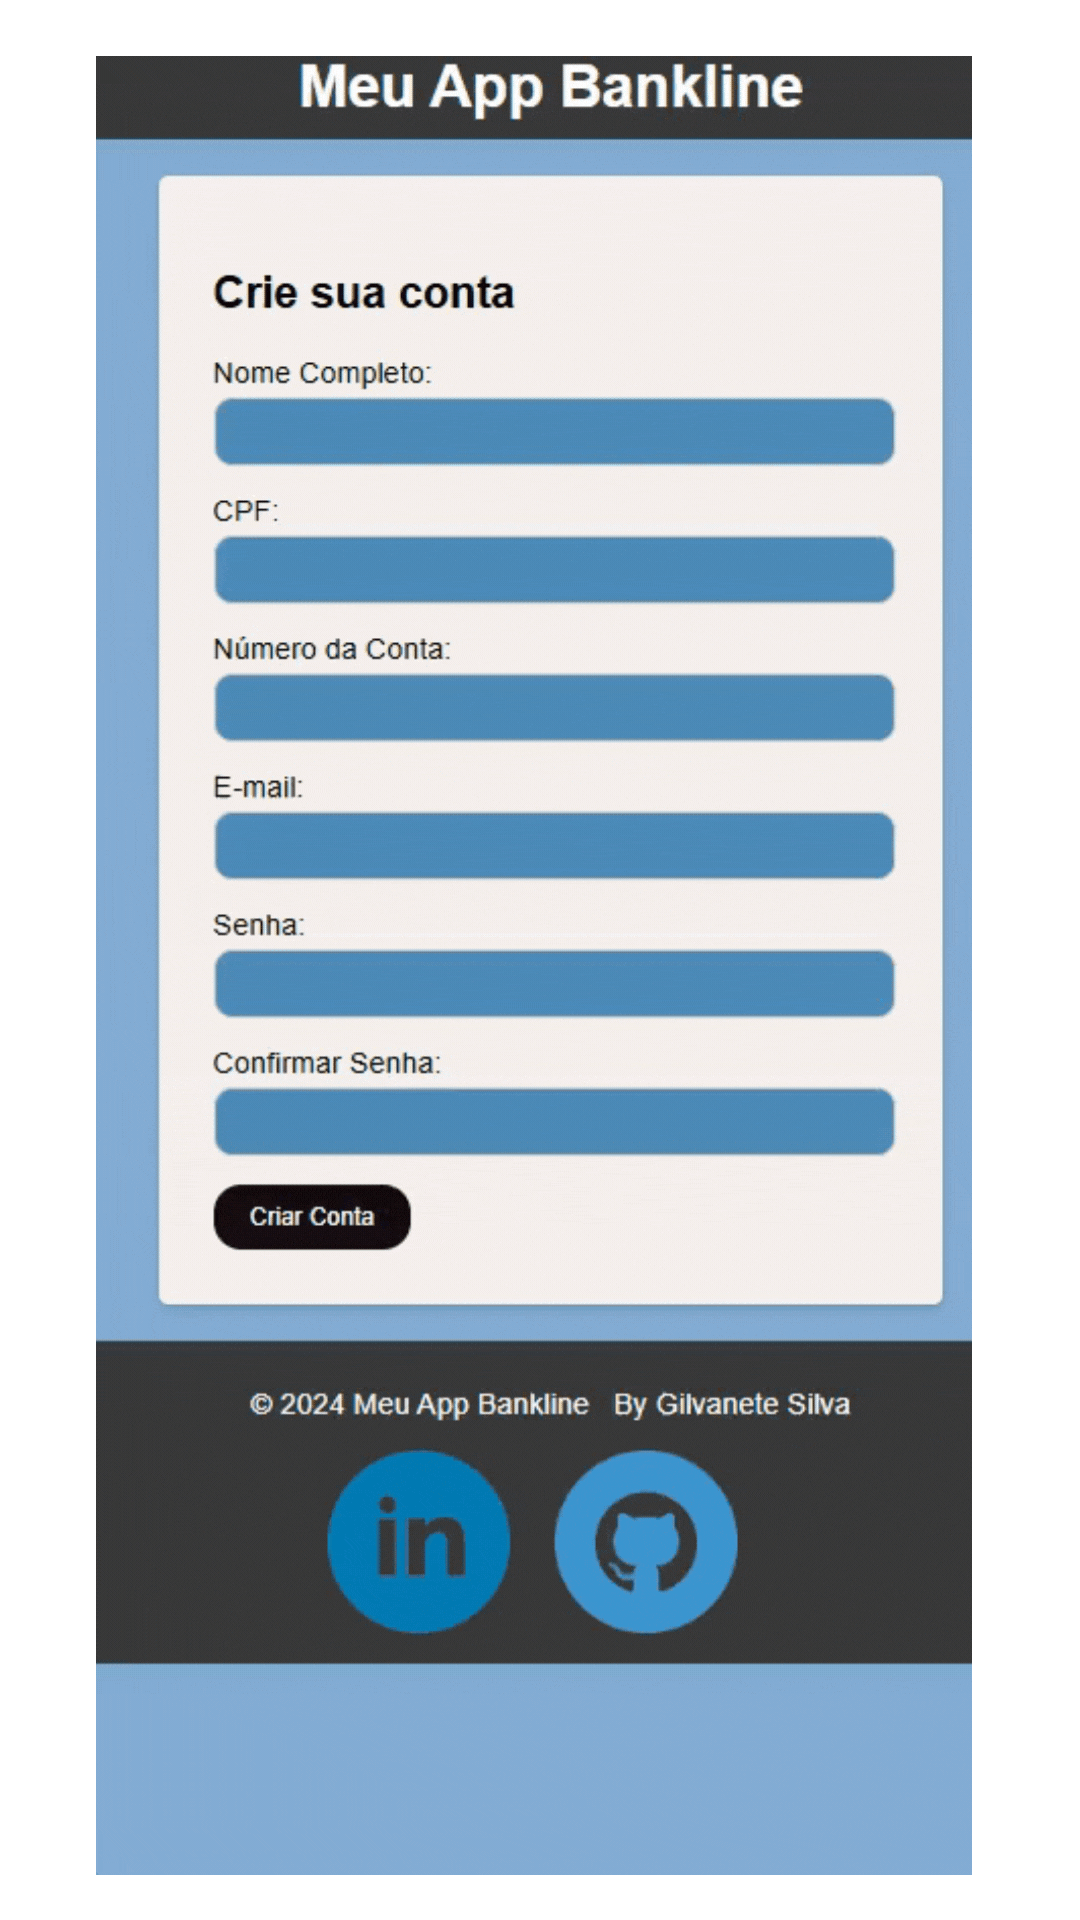 Meu App Bankline
Crie sua conta
Nome Completo:
CPF:
Número da Conta:
E-mail:
Senha:
Confirmar Senha:
Criar Conta
© 2024 Meu App Bankline By Gilvanete Silva
in